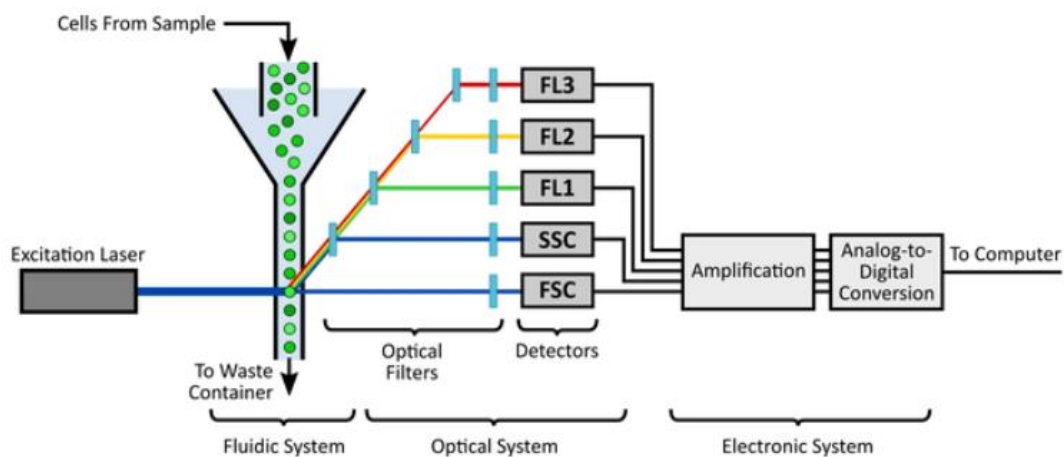 Cells From Sample
FL3
FL2
FL1
SSC
FSC
Excitation Laser
Amplification
Analog-to-
Digital
Conversion
To Computer
Optical
Filters
Detectors
To Waste
Container
Fluidic System
Optical System
Electronic System